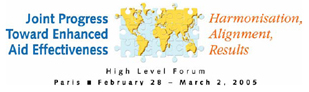 Joint Progress
Toward Enhanced
Aid Effectiveness
Harmonisation,
Alignment,
Results
High Level Forum
Paris ■ February 28 – March 2, 2005